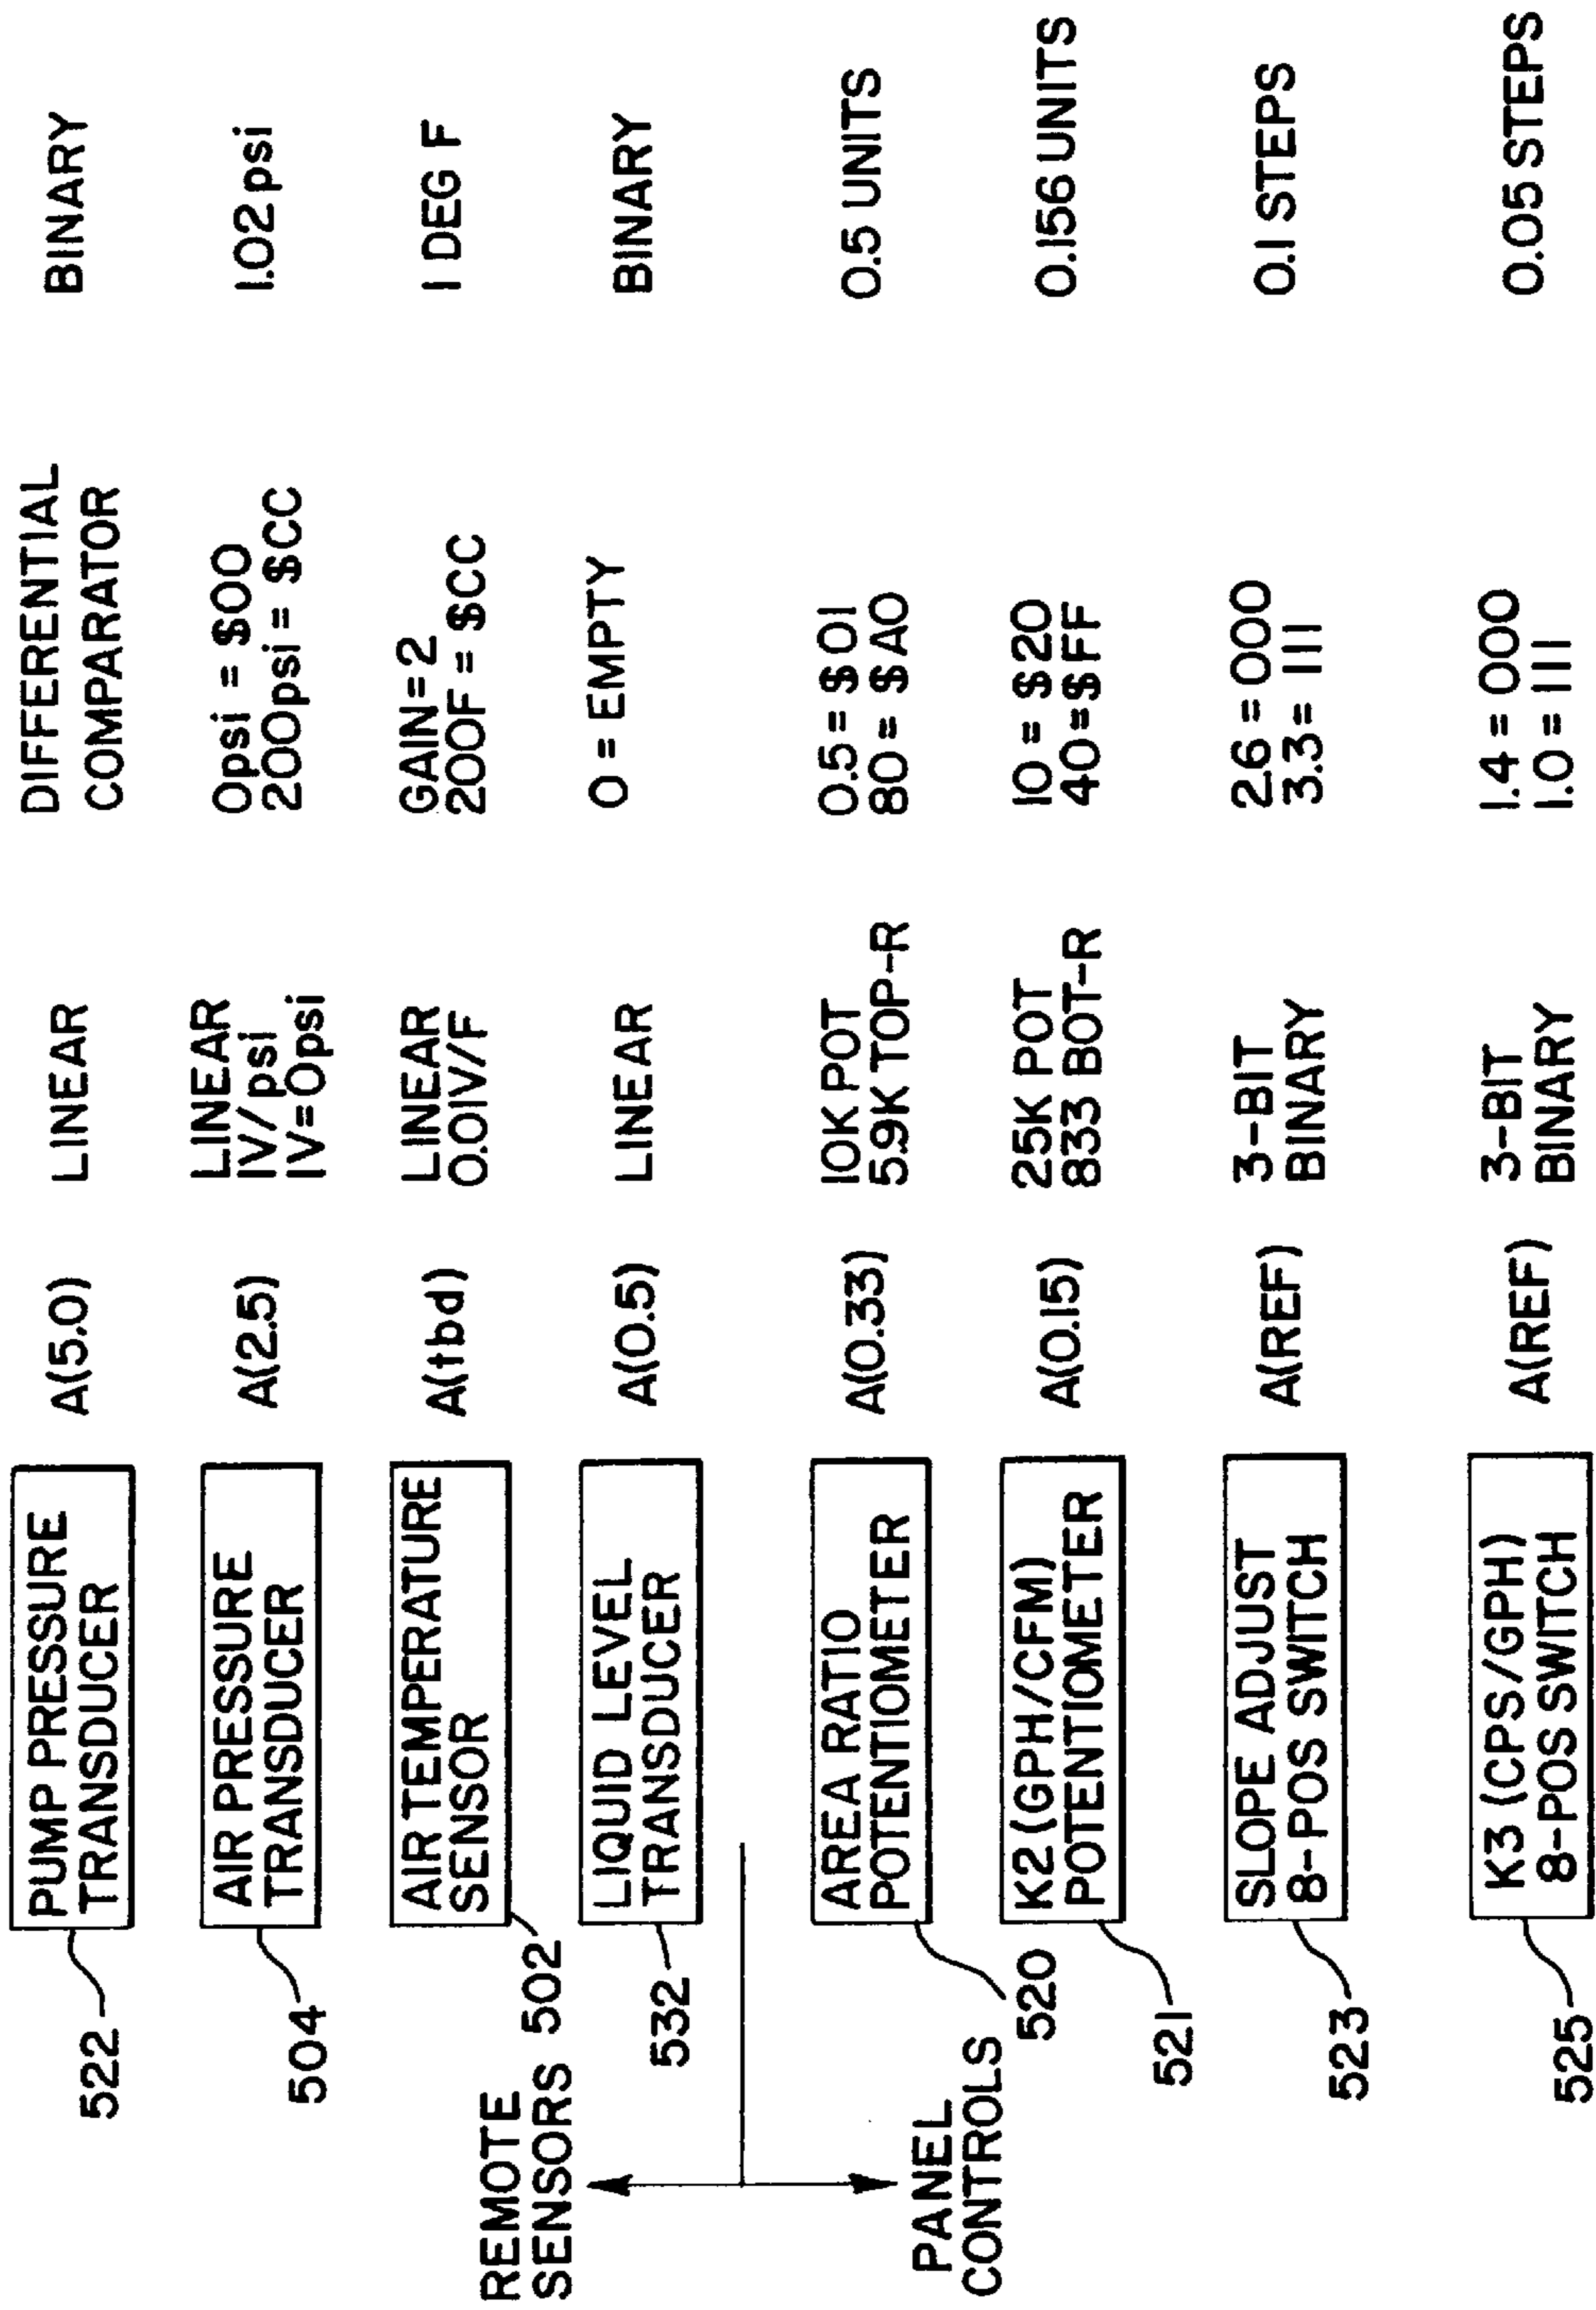 522
PUMP PRESSURE
TRANSDUCER
A(5.0)
LINEAR
DIFFERENTIAL
COMPARATOR
BINARY
504
AIR PRESSURE
TRANSDUCER
A(2.5)
LINEAR
1V/psi
1V=0psi
0psi = $00
200psi = $CC
1.02 psi
REMOTE
SENSORS
502
AIR TEMPERATURE
SENSOR
A(tbd)
LINEAR
0.01V/F
GAIN=2
200F = $CC
1 DEG F
532
LIQUID LEVEL
TRANSDUCER
A(0.5)
LINEAR
0 = EMPTY
BINARY
PANEL
CONTROLS
520
AREA RATIO
POTENTIOMETER
A(0.33)
10K POT
5.9K TOP-R
0.5 = $01
80 = $A0
0.5 UNITS
521
K2 (GPH/CFM)
POTENTIOMETER
A(0.15)
25K POT
833 BOT-R
10 = $20
40=$FF
0.156 UNITS
523
SLOPE ADJUST
8-POS SWITCH
A(REF)
3-BIT
BINARY
2.6 = 000
3.3 = 111
0.1 STEPS
525
K3 (CPS/GPH)
8-POS SWITCH
A(REF)
3-BIT
BINARY
1.4 = 000
1.0 = 111
0.05 STEPS